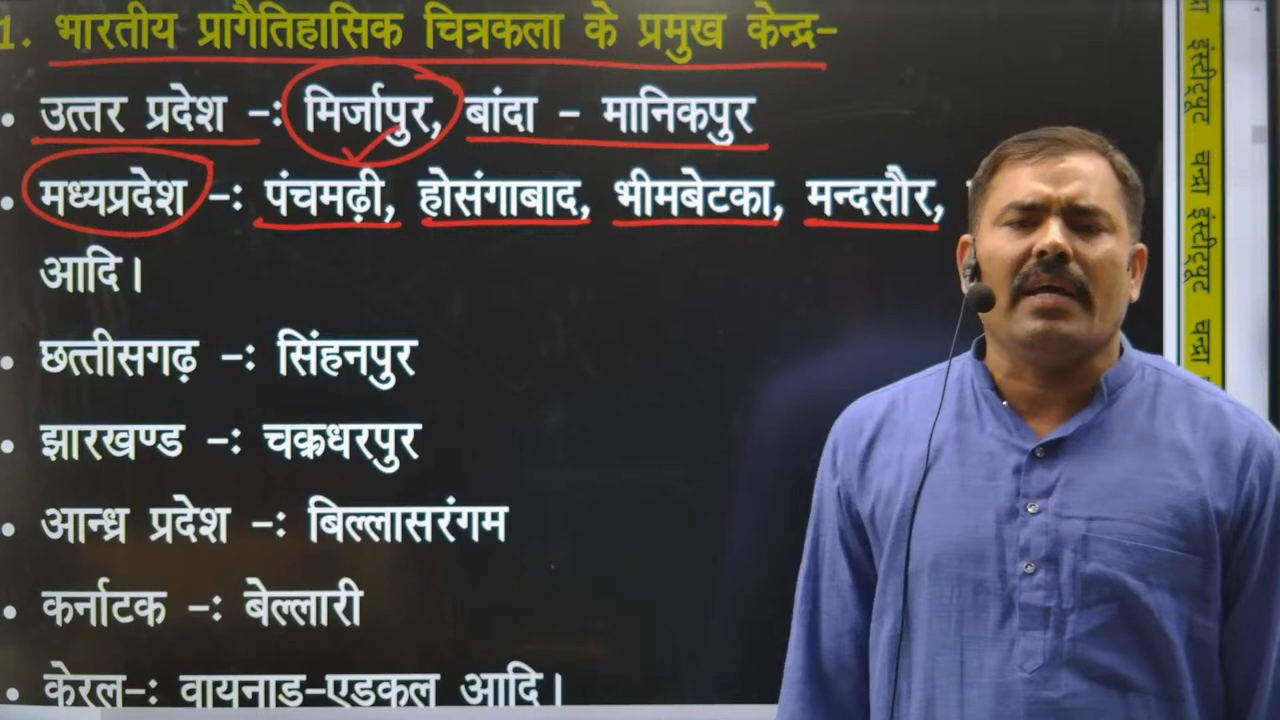 1. भारतीय प्रागैतिहासिक चित्रकला के प्रमुख केन्द्र-
• उत्तर प्रदेश -: मिर्जापुर, बांदा - मानिकपुर
• मध्यप्रदेश -: पंचमढ़ी, होसंगाबाद, भीमबेटका, मन्दसौर,
आदि।
• छत्तीसगढ़ -: सिंहनपुर
• झारखण्ड -: चक्रधरपुर
• आन्ध्र प्रदेश -: बिल्लासरंगम
• कर्नाटक -: बेल्लारी
• केरल-: वायनाड-एडकल आदि।
इंस्टीट्यूट चन्द्रा इंस्टीट्यूट